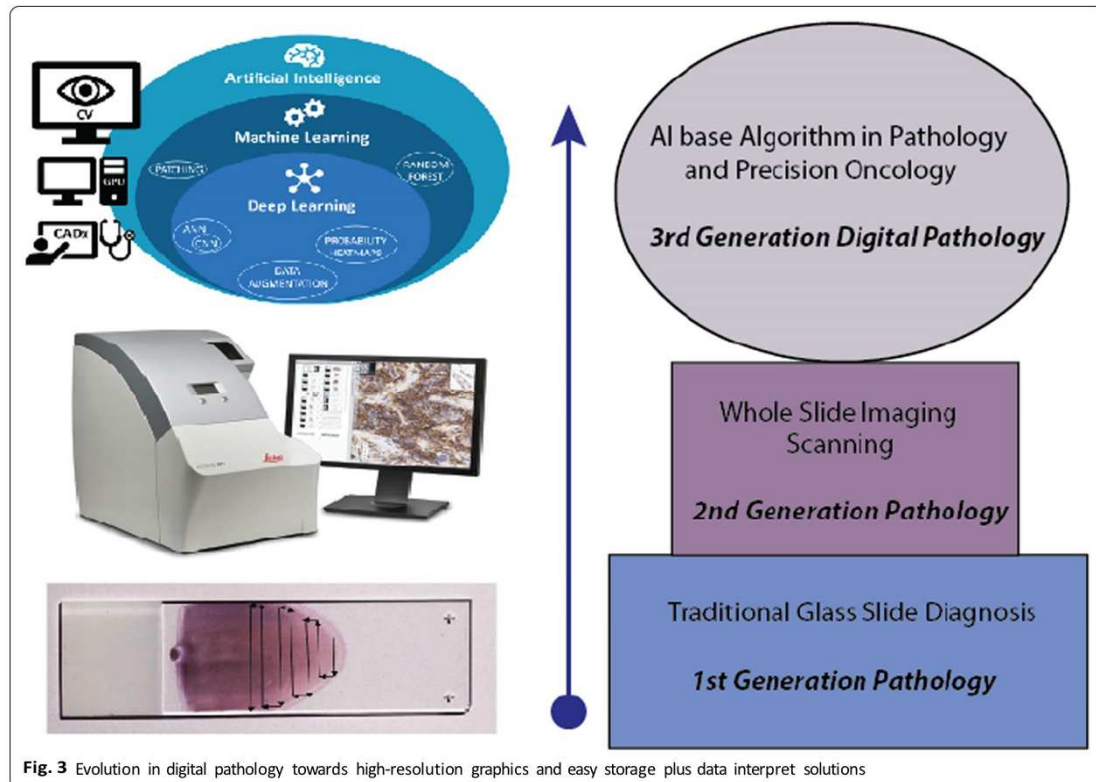 Artificial Intelligence
CV
Machine Learning
PATCHING
RANDOM
FOREST
GPU
Deep Learning
CADx
ANN
CNN
PROBABILITY
HEATMAPS
DATA
AUGMENTATION
AI base Algorithm in Pathology
and Precision Oncology
3rd Generation Digital Pathology
Leica
Whole Slide Imaging
Scanning
2nd Generation Pathology
Traditional Glass Slide Diagnosis
1st Generation Pathology
Fig. 3 Evolution in digital pathology towards high-resolution graphics and easy storage plus data interpret solutions